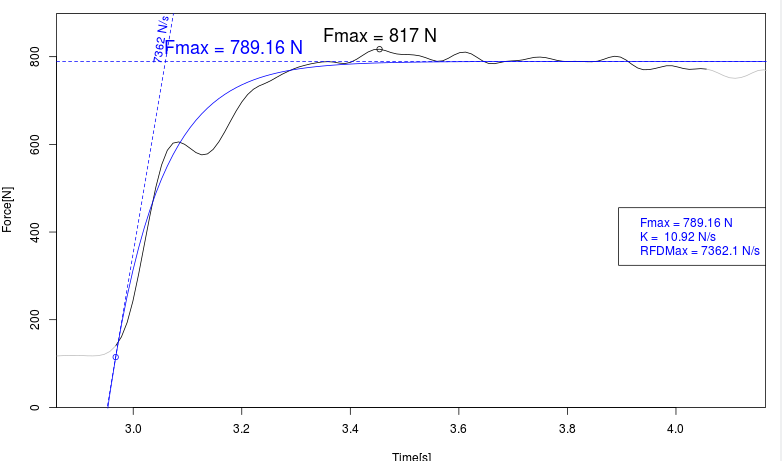 7362 N/s
Fmax = 789.16 N
Fmax = 817 N
800
600
400
200
0
Force[N]
Fmax = 789.16 N
K = 10.92 N/s
RFDMax = 7362.1 N/s
3.0 3.2 3.4 3.6 3.8 4.0
Time[s]